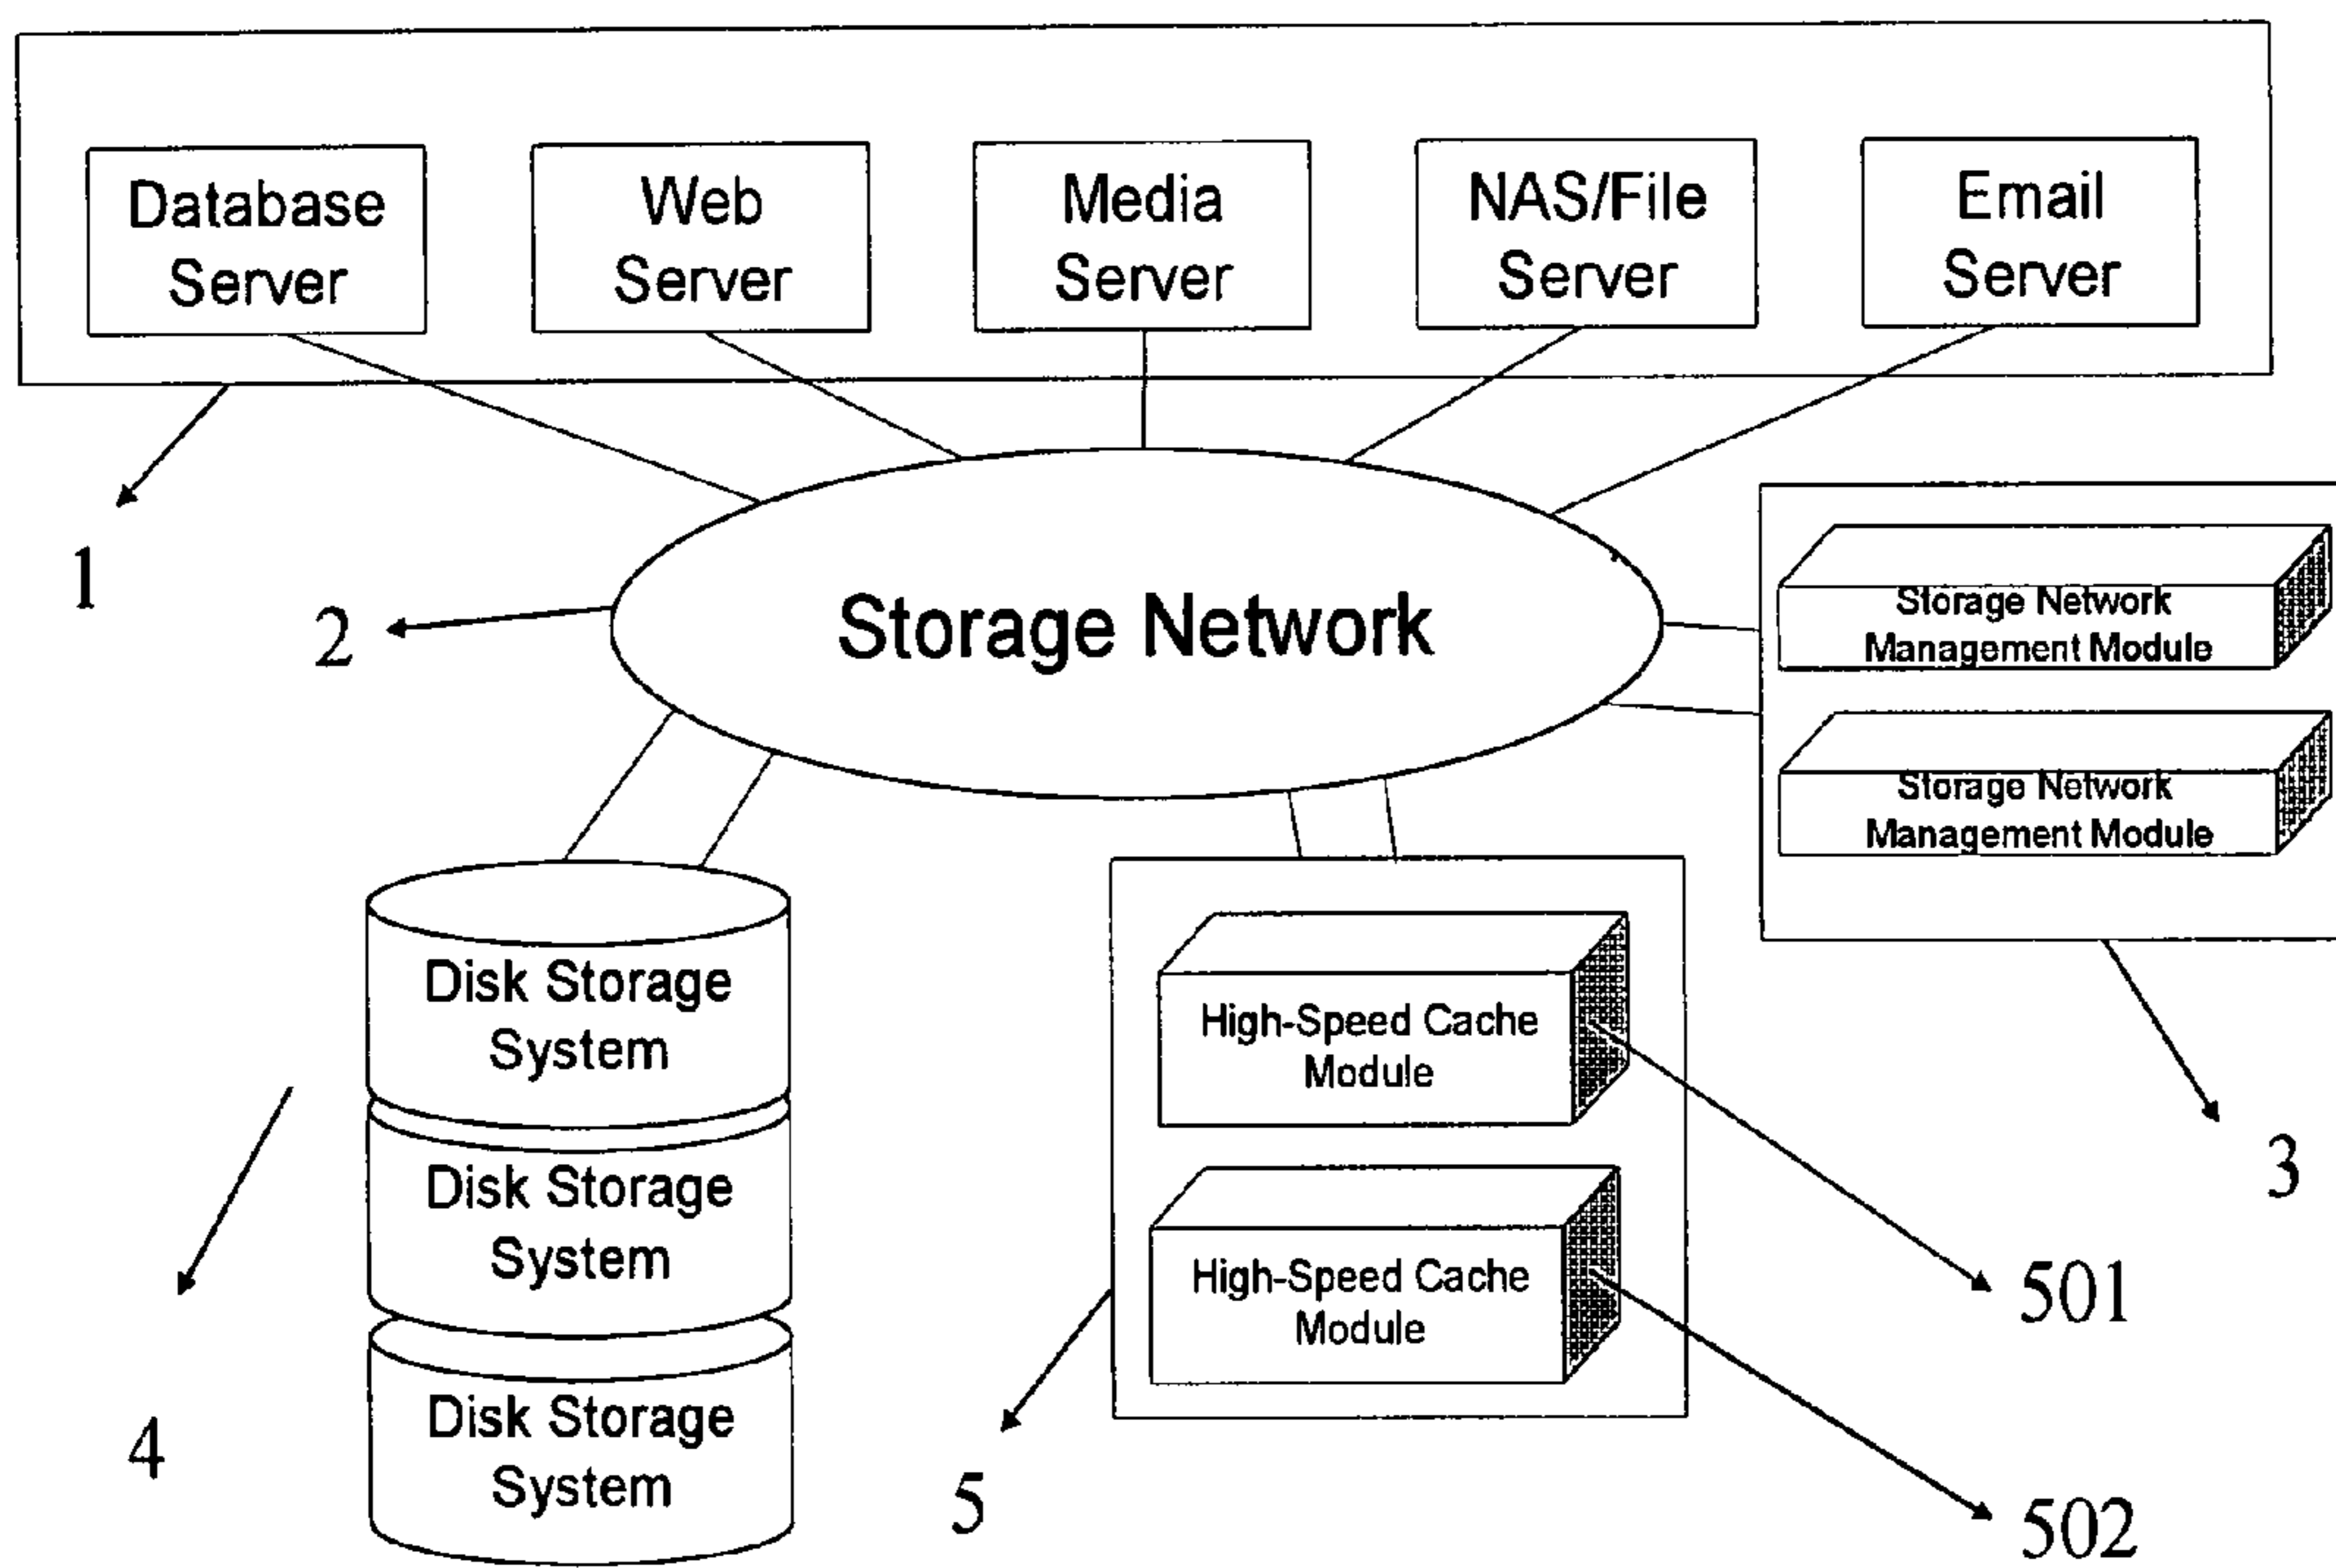 Database
Server
Web
Server
Media
Server
NAS/File
Server
Email
Server
1
2
Storage Network
Storage Network
Management Module
Storage Network
Management Module
3
Disk Storage
System
Disk Storage
System
Disk Storage
System
4
High-Speed Cache
Module
High-Speed Cache
Module
5
501
502